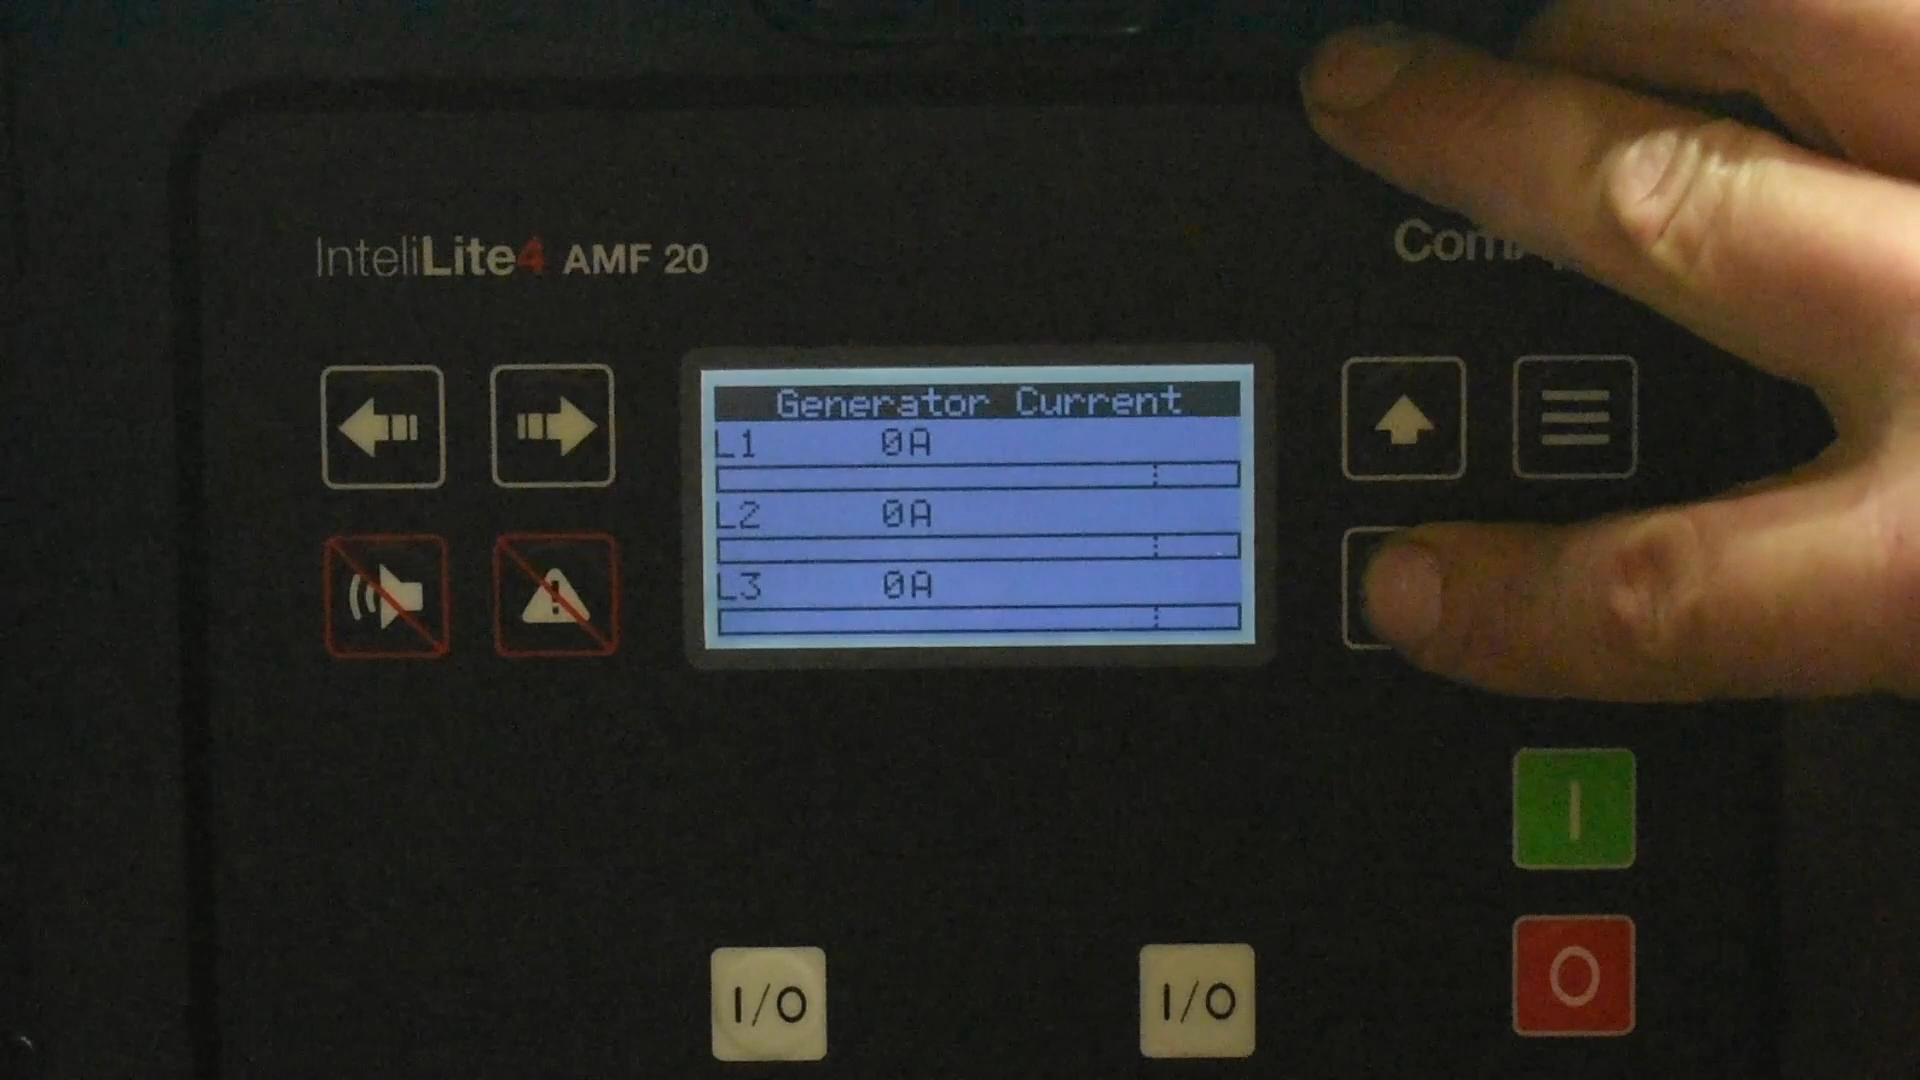 InteliLite4 AMF 20
Generator Current
L1 0A
L2 0A
L3 0A
I
O
I/O
I/O